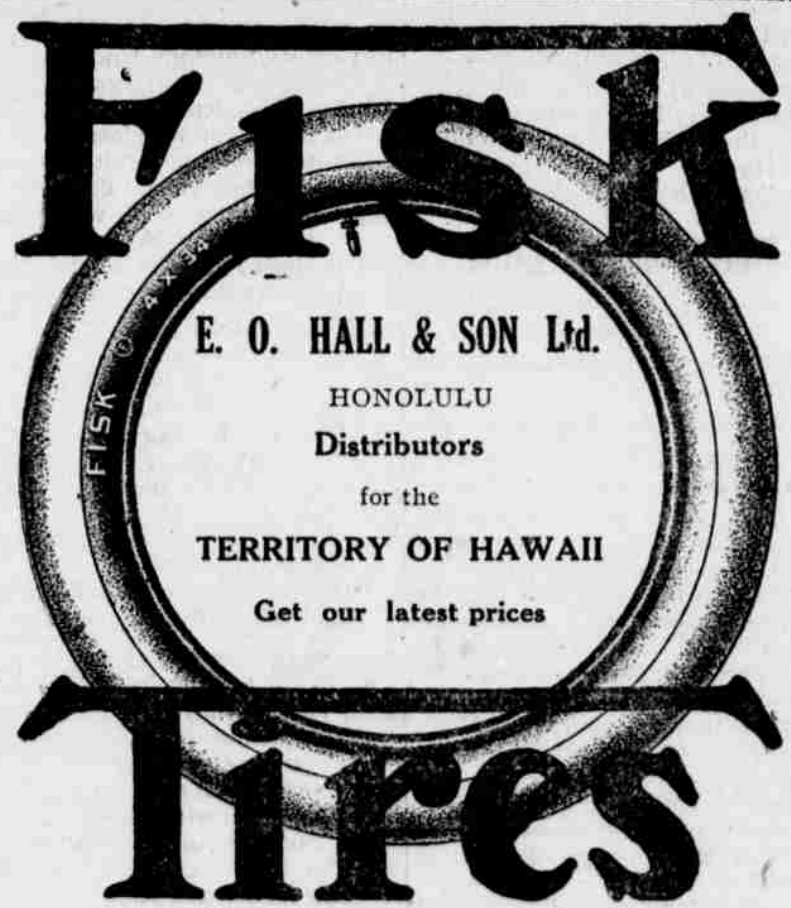 Fisk
FISK © 4 X 34
E. O. HALL & SON Ltd.
HONOLULU
Distributors
for the
TERRITORY OF HAWAII
Get our latest prices
Tires